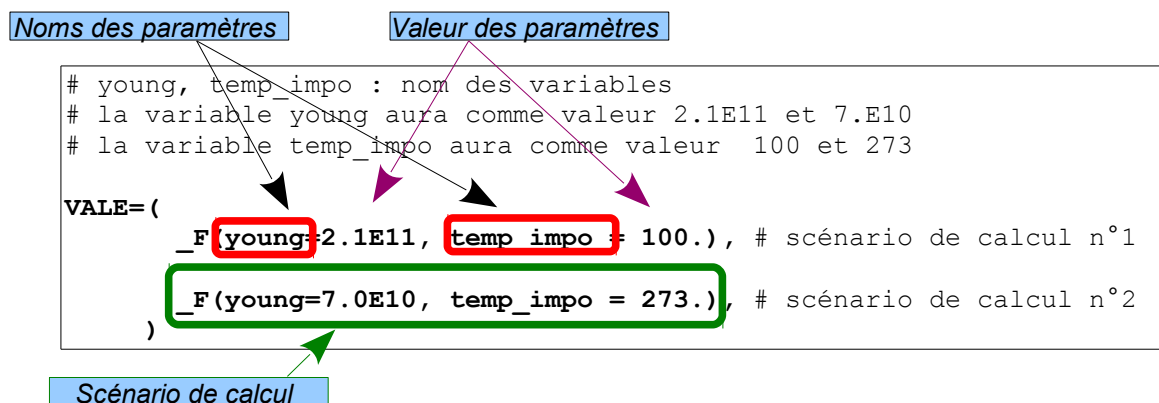 Noms des paramètres
Valeur des paramètres
# young, temp_impo : nom des variables
# la variable young aura comme valeur 2.1E11 et 7.E10
# la variable temp_impo aura comme valeur  100 et 273
VALE=(
_F(young=2.1E11, temp_impo = 100.), # scénario de calcul n°1
_F(young=7.0E10, temp_impo = 273.), # scénario de calcul n°2
)
Scénario de calcul